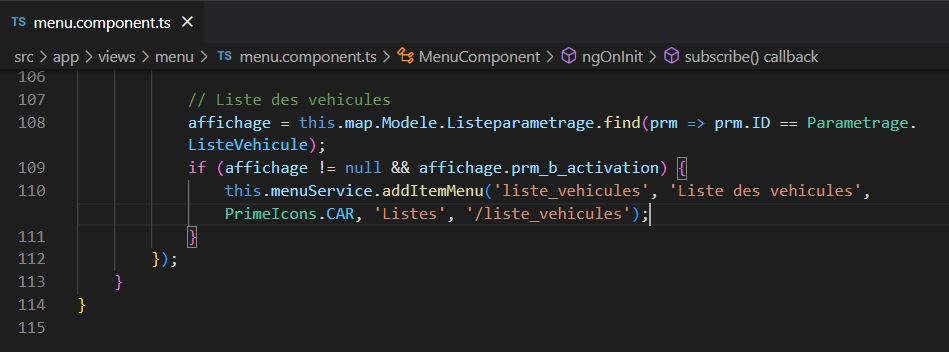 TS menu.component.ts ×
src > app > views > menu > TS menu.component.ts > MenuComponent > ngOnInit > subscribe() callback
106
107 // Liste des vehicules
108 affichage = this.map.Modele.Listeparametrage.find(prm => prm.ID == Parametrage.
ListeVehicule);
109 if (affichage != null && affichage.prm_b_activation) {
110 this.menuService.addItemMenu('liste_vehicules', 'Liste des vehicules',
PrimeIcons.CAR, 'Listes', '/liste_vehicules');
111 }
112 });
113 }
114 }
115